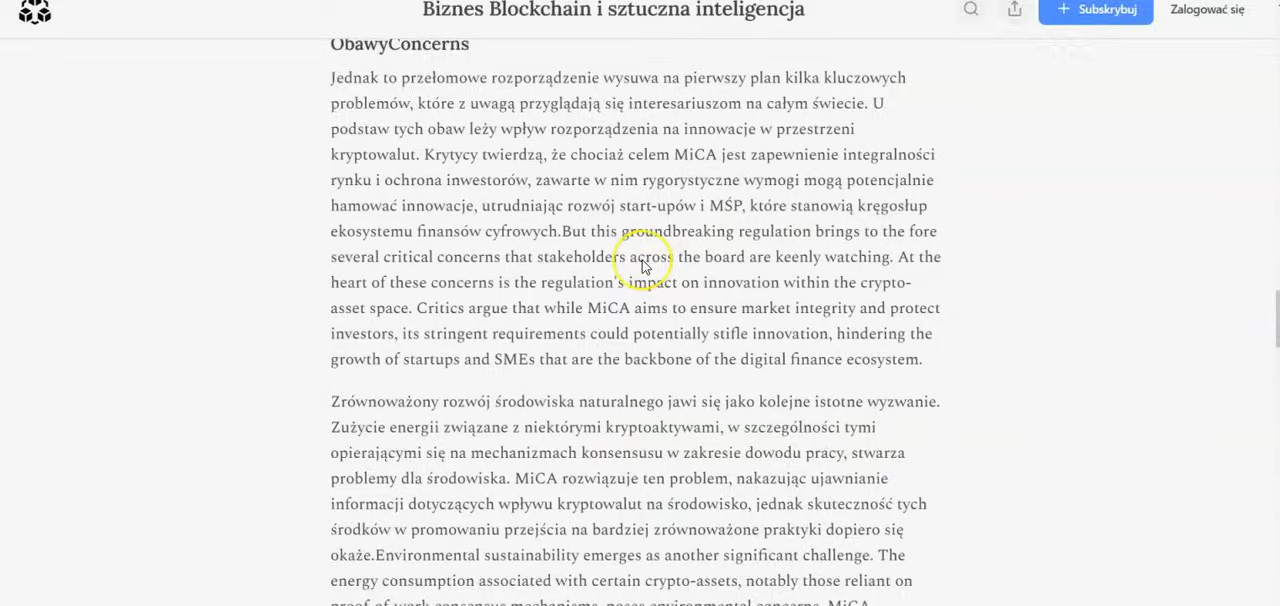 Biznes Blockchain i sztuczna inteligencja
+ Subskrybuj
Zalogować się
ObawyConcerns
Jednak to przełomowe rozporządzenie wysuwa na pierwszy plan kilka kluczowych
problemów, które z uwagą przyglądają się interesariuszom na całym świecie. U
podstaw tych obaw leży wpływ rozporządzenia na innowacje w przestrzeni
kryptowalut. Krytycy twierdzą, że chociaż celem MiCA jest zapewnienie integralności
rynku i ochrona inwestorów, zawarte w nim rygorystyczne wymogi mogą potencjalnie
hamować innowacje, utrudniając rozwój start-upów i MŚP, które stanowią kręgosłup
ekosystemu finansów cyfrowych.But this groundbreaking regulation brings to the fore
several critical concerns that stakeholders across the board are keenly watching. At the
heart of these concerns is the regulation's impact on innovation within the crypto-
asset space. Critics argue that while MiCA aims to ensure market integrity and protect
investors, its stringent requirements could potentially stifle innovation, hindering the
growth of startups and SMEs that are the backbone of the digital finance ecosystem.
Zrównoważony rozwój środowiska naturalnego jawi się jako kolejne istotne wyzwanie.
Zużycie energii związane z niektórymi kryptoaktywami, w szczególności tymi
opierającymi się na mechanizmach konsensusu w zakresie dowodu pracy, stwarza
problemy dla środowiska. MiCA rozwiązuje ten problem, nakazując ujawnianie
informacji dotyczących wpływu kryptowalut na środowisko, jednak skuteczność tych
środków w promowaniu przejścia na bardziej zrównoważone praktyki dopiero się
okaże.Environmental sustainability emerges as another significant challenge. The
energy consumption associated with certain crypto-assets, notably those reliant on
proof-of-work consensus mechanisms, poses environmental concerns. MiCA